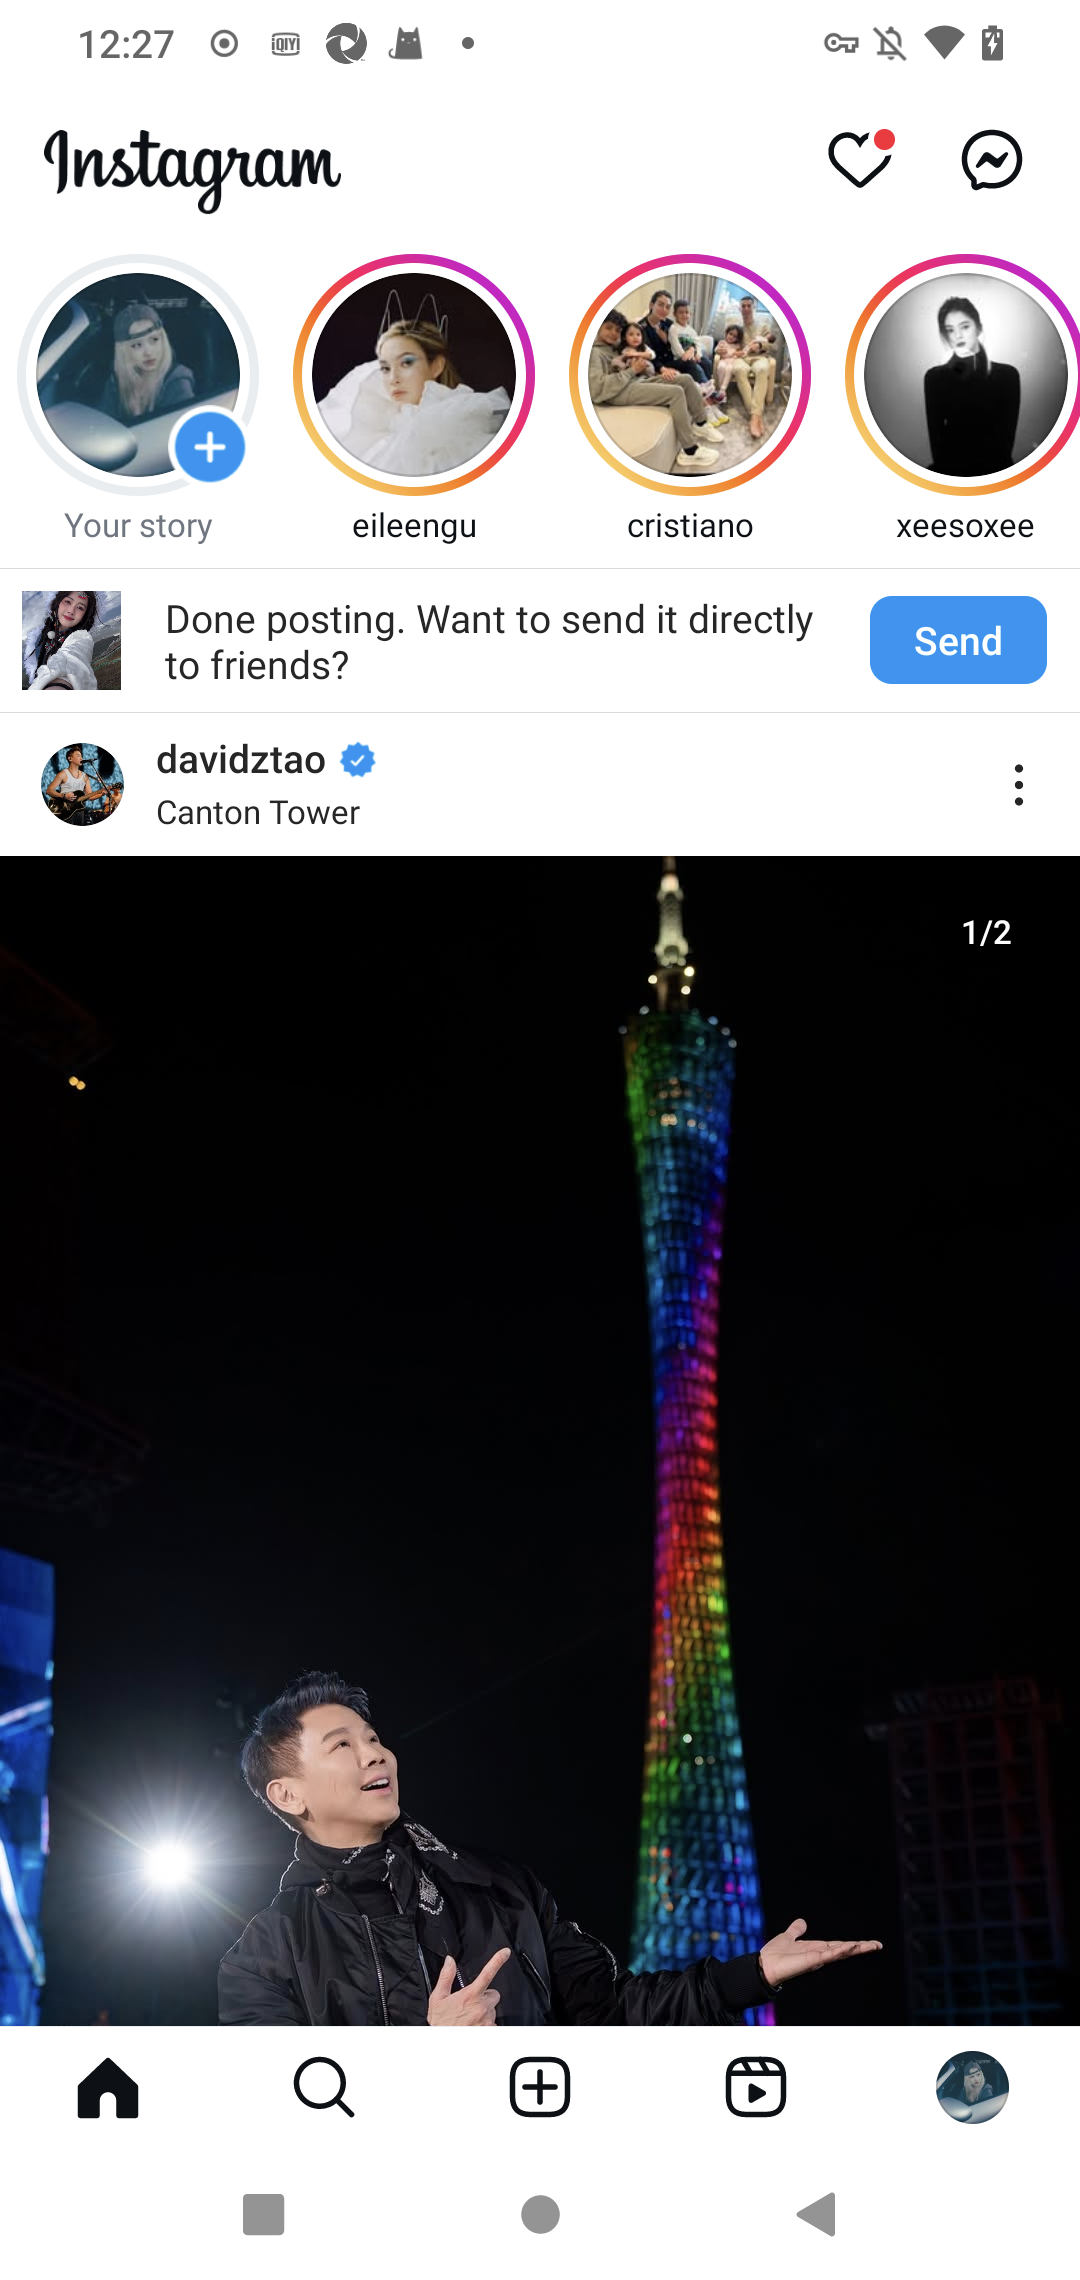 12:27
iQIYI
Instagram
Your story
eileengu
cristiano
xeesoxee
Done posting. Want to send it directly
to friends?
Send
davidztao
Canton Tower
1/2